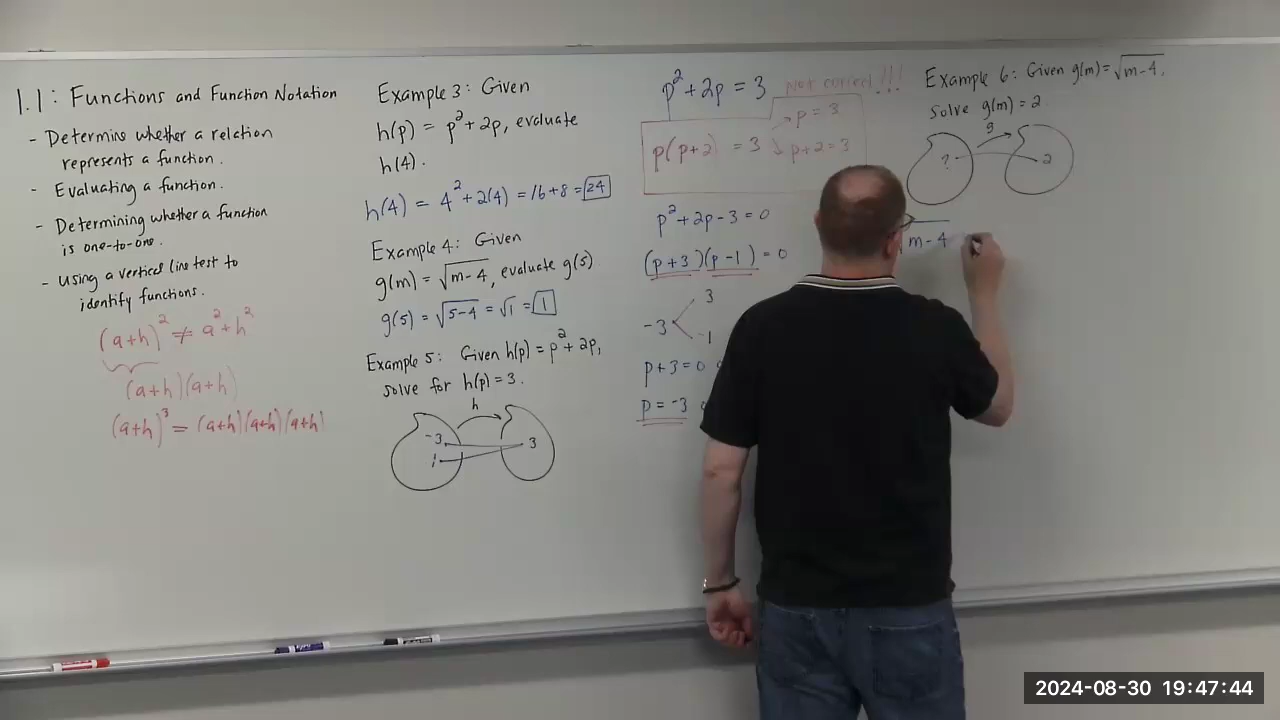 1.1: Functions and Function Notation
- Determine whether a relation
represents a function.
- Evaluating a function.
- Determining whether a function
is one-to-one.
- using a vertical line test to
identify functions.
(a+h)² ≠ a²+h²
(a+h)(a+h)
(a+h)³ = (a+h)(a+h)(a+h)
Example 3: Given
h(p) = p²+2p, evaluate
h(4).
h(4) = 4²+2(4) = 16+8 = 24
Example 4: Given
g(m) = √m-4, evaluate g(5)
g(5) = √5-4 = √1 = 1
Example 5: Given h(p) = p²+2p,
solve for h(p) = 3.
h
-3
1
3
p²+2p = 3
not correct!!!
p(p+2) = 3
p = 3
p+2 = 3
p²+2p-3 = 0
(p+3)(p-1) = 0
-3
3
-1
p+3 = 0
p = -3
Example 6: Given g(m) = √m-4,
solve g(m) = 2
g
?
2
√m-4
2024-08-30 19:47:44